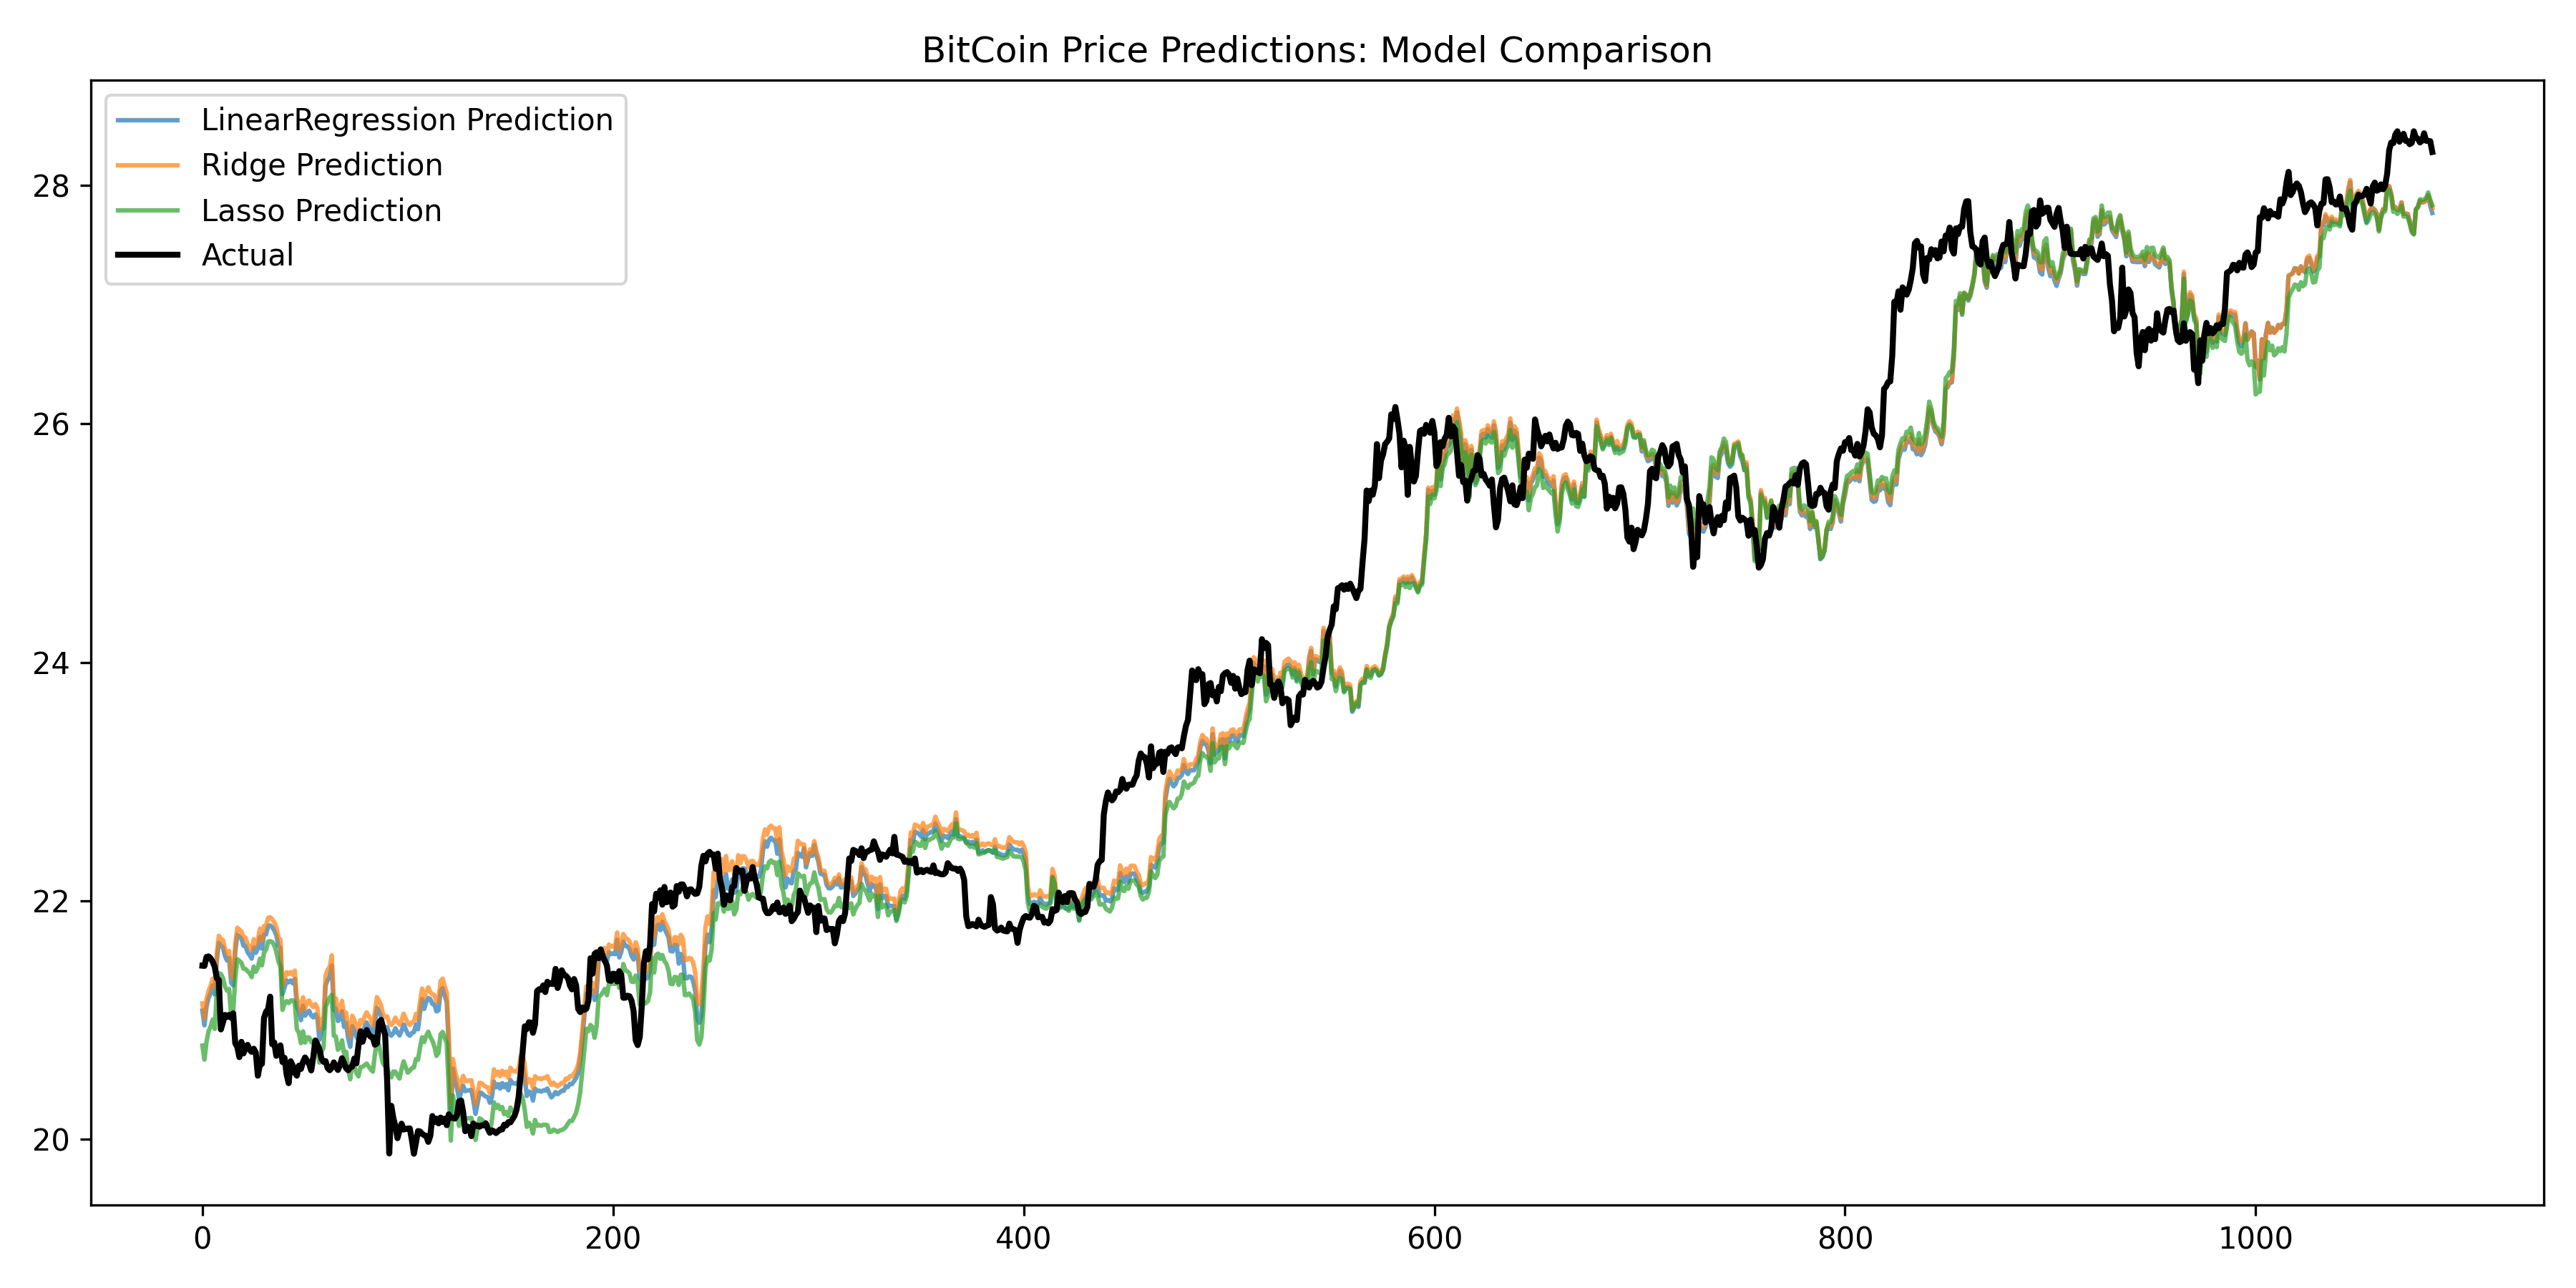 BitCoin Price Predictions: Model Comparison
LinearRegression Prediction
Ridge Prediction
Lasso Prediction
Actual
28
26
24
22
20
0
200
400
600
800
1000